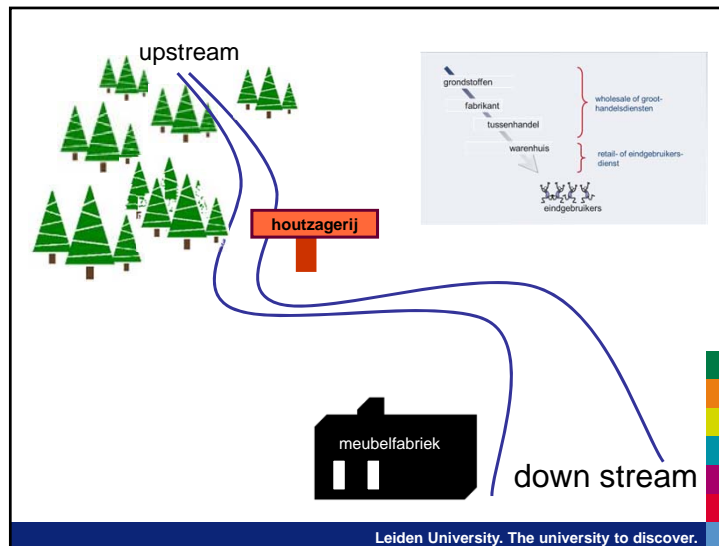 upstream
grondstoffen
fabrikant
tussenhandel
warenhuis
eindgebruikers
wholesale of groot-
handelsdiensten
retail- of eindgebruikers-
dienst
houtzagerij
meubelfabriek
down stream
Leiden University. The university to discover.